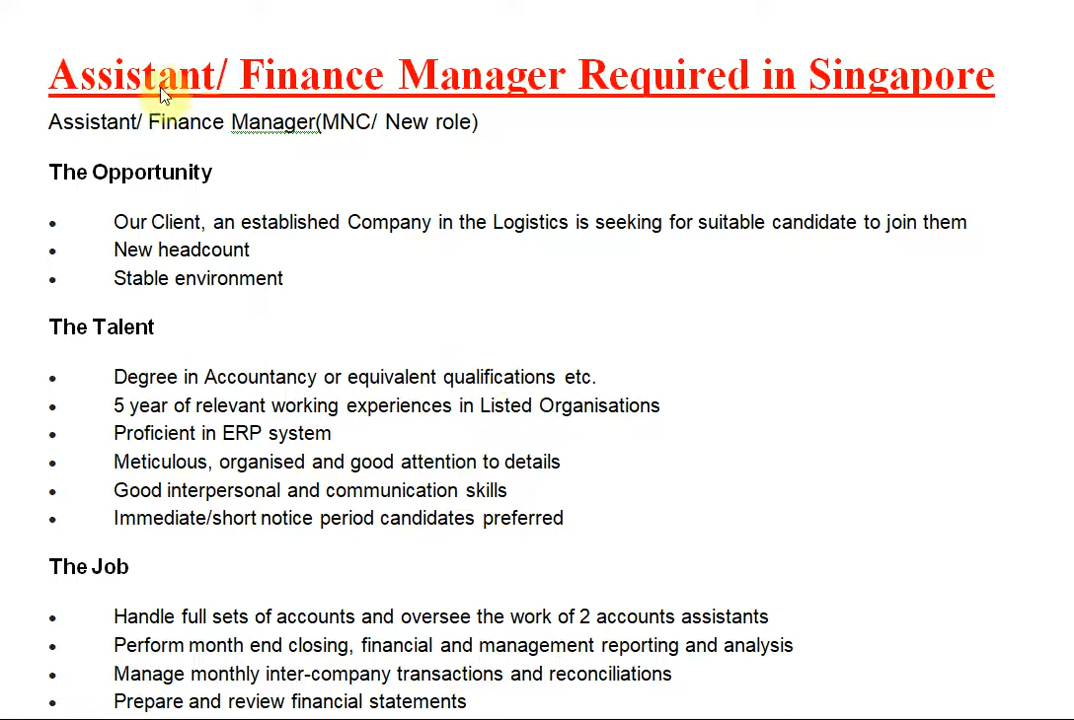 Assistant/ Finance Manager Required in Singapore
Assistant/ Finance Manager(MNC/ New role)
The Opportunity
• Our Client, an established Company in the Logistics is seeking for suitable candidate to join them
• New headcount
• Stable environment
The Talent
• Degree in Accountancy or equivalent qualifications etc.
• 5 year of relevant working experiences in Listed Organisations
• Proficient in ERP system
• Meticulous, organised and good attention to details
• Good interpersonal and communication skills
• Immediate/short notice period candidates preferred
The Job
• Handle full sets of accounts and oversee the work of 2 accounts assistants
• Perform month end closing, financial and management reporting and analysis
• Manage monthly inter-company transactions and reconciliations
• Prepare and review financial statements